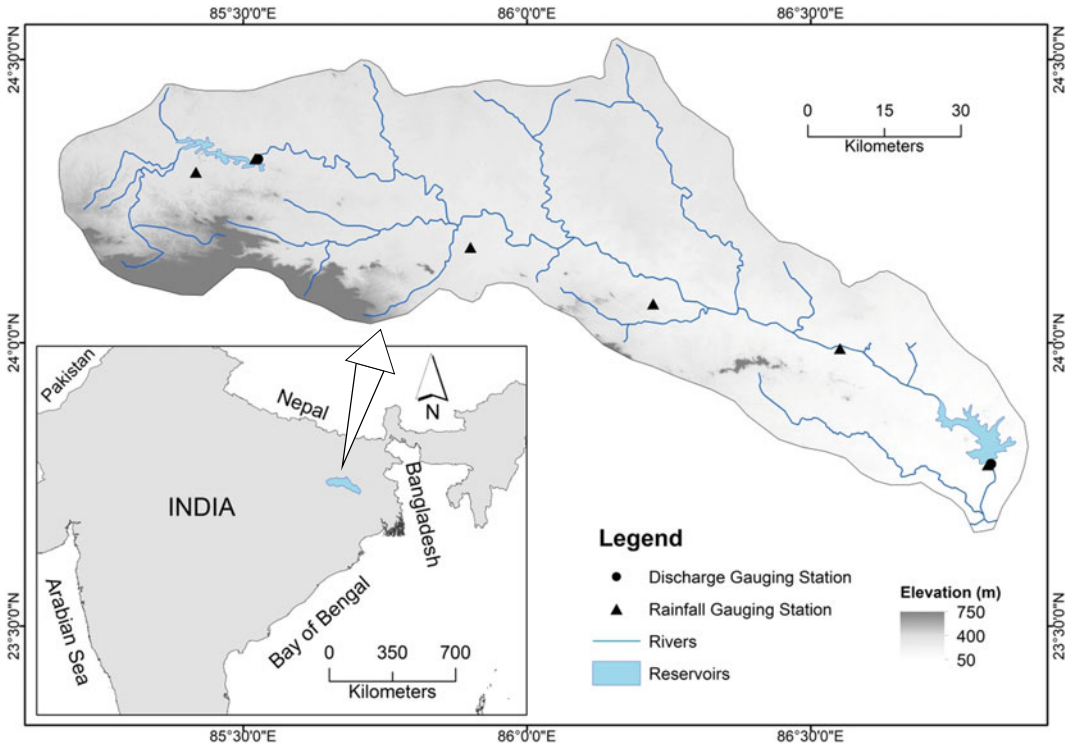 85°30'0"E 86°0'0"E 86°30'0"E
24°30'0"N
24°30'0"N
0 15 30
Kilometers
24°0'0"N
24°0'0"N
Pakistan
Nepal
N
INDIA
Bangladesh
Arabian Sea
Bay of Bengal
0 350 700
Kilometers
Legend
Discharge Gauging Station
Rainfall Gauging Station
Rivers
Reservoirs
Elevation (m)
750
400
50
23°30'0"N
23°30'0"N
85°30'0"E 86°0'0"E 86°30'0"E